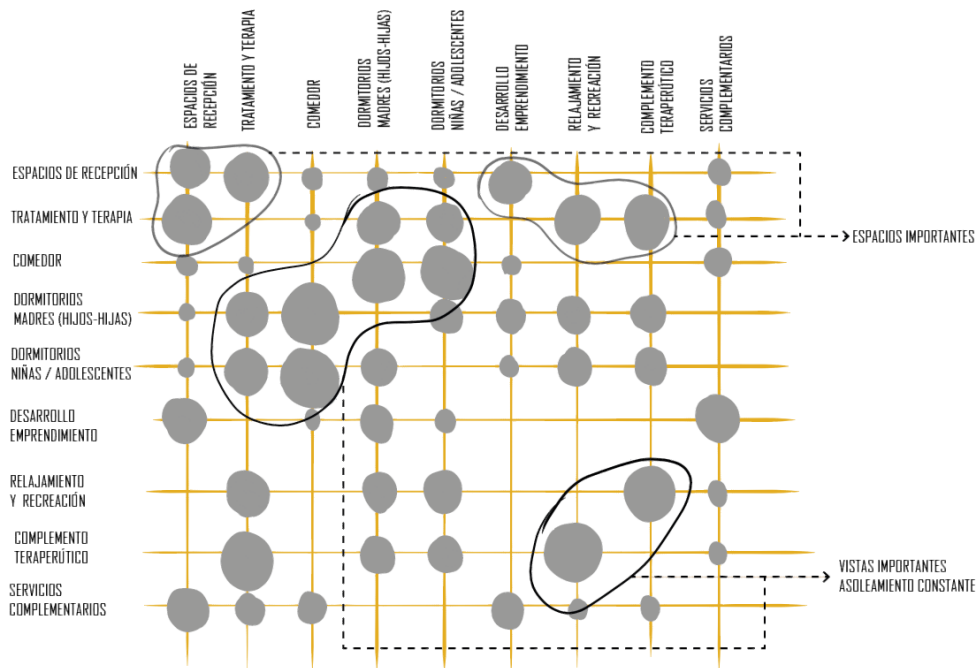 ESPACIOS DE
RECEPCIÓN
TRATAMIENTO Y TERAPIA
COMEDOR
DORMITORIOS
MADRES (HIJOS-HIJAS)
DORMITORIOS
NIÑAS / ADOLESCENTES
DESARROLLO
EMPRENDIMIENTO
RELAJAMIENTO
Y RECREACIÓN
COMPLEMENTO
TERAPERÚTICO
SERVICIOS
COMPLEMENTARIOS
ESPACIOS DE RECEPCIÓN
TRATAMIENTO Y TERAPIA
ESPACIOS IMPORTANTES
COMEDOR
DORMITORIOS
MADRES (HIJOS-HIJAS)
DORMITORIOS
NIÑAS / ADOLESCENTES
DESARROLLO
EMPRENDIMIENTO
RELAJAMIENTO
Y RECREACIÓN
COMPLEMENTO
TERAPERÚTICO
VISTAS IMPORTANTES
ASOLEAMIENTO CONSTANTE
SERVICIOS
COMPLEMENTARIOS